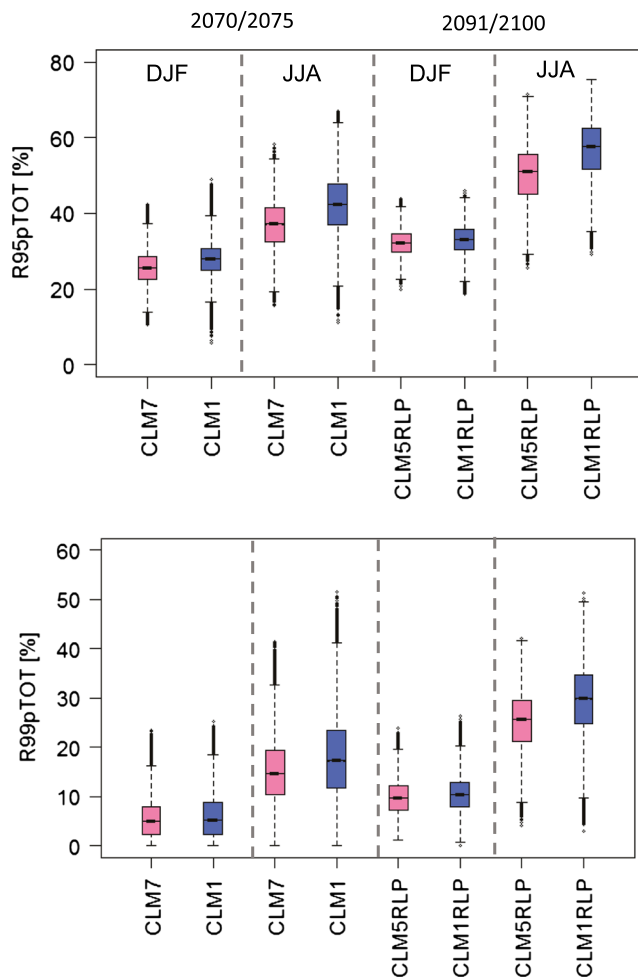 2070/2075 2091/2100
DJF JJA DJF JJA
R95pTOT [%]
80
60
40
20
0
CLM7 CLM1 CLM7 CLM1 CLM5RLP CLM1RLP CLM5RLP CLM1RLP
R99pTOT [%]
60
50
40
30
20
10
0
CLM7 CLM1 CLM7 CLM1 CLM5RLP CLM1RLP CLM5RLP CLM1RLP